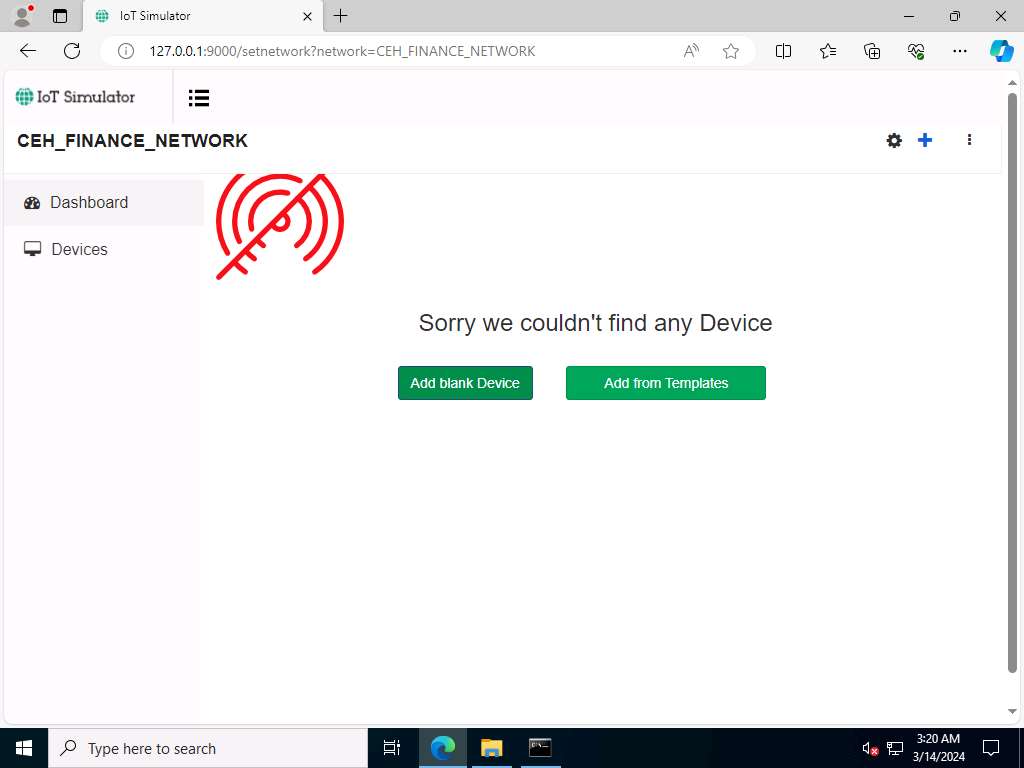 IoT Simulator
127.0.0.1:9000/setnetwork?network=CEH_FINANCE_NETWORK
IoT Simulator
CEH_FINANCE_NETWORK
Dashboard
Devices
Sorry we couldn't find any Device
Add blank Device
Add from Templates
Type here to search
3:20 AM
3/14/2024